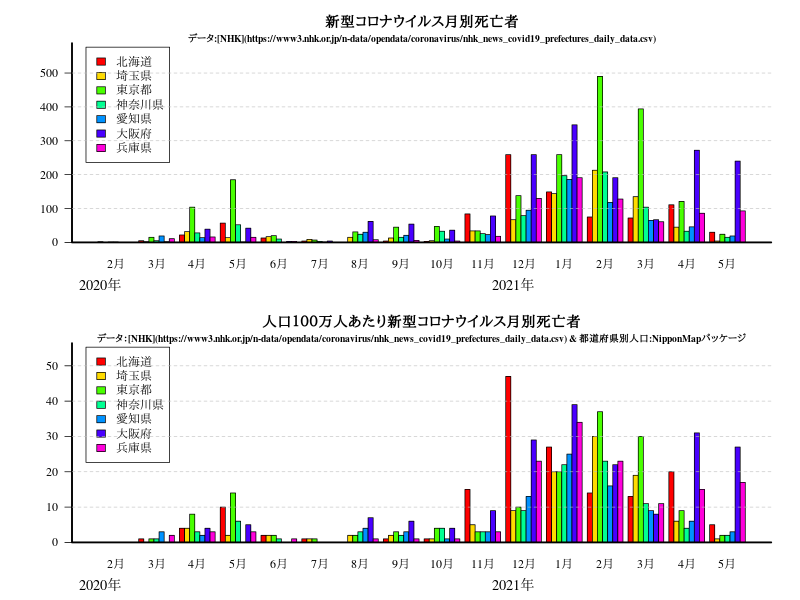 新型コロナウイルス月別死亡者
データ:[NHK](https://www3.nhk.or.jp/n-data/opendata/coronavirus/nhk_news_covid19_prefectures_daily_data.csv)
北海道
埼玉県
東京都
神奈川県
愛知県
大阪府
兵庫県
500
400
300
200
100
0
2月 3月 4月 5月 6月 7月 8月 9月 10月 11月 12月 1月 2月 3月 4月 5月
2020年 2021年
人口100万人あたり新型コロナウイルス月別死亡者
データ:[NHK](https://www3.nhk.or.jp/n-data/opendata/coronavirus/nhk_news_covid19_prefectures_daily_data.csv) & 都道府県別人口:NipponMapパッケージ
北海道
埼玉県
東京都
神奈川県
愛知県
大阪府
兵庫県
50
40
30
20
10
0
2月 3月 4月 5月 6月 7月 8月 9月 10月 11月 12月 1月 2月 3月 4月 5月
2020年 2021年